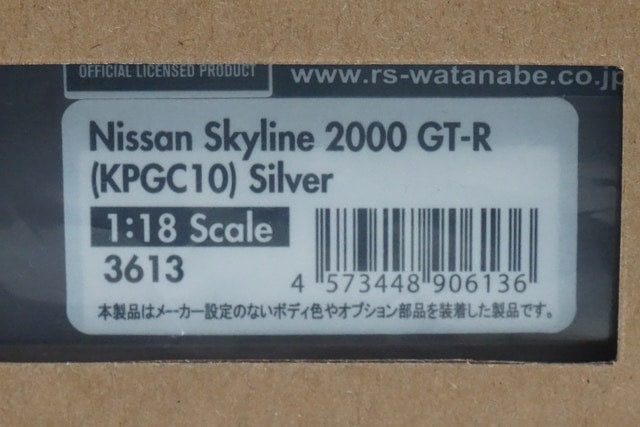 OFFICIAL LICENSED PRODUCT
www.rs-watanabe.co.jp
Nissan Skyline 2000 GT-R
(KPGC10) Silver
1:18 Scale
3613
4 573448 906136
本製品はメーカー設定のないボディ色やオプション部品を装着した製品です。